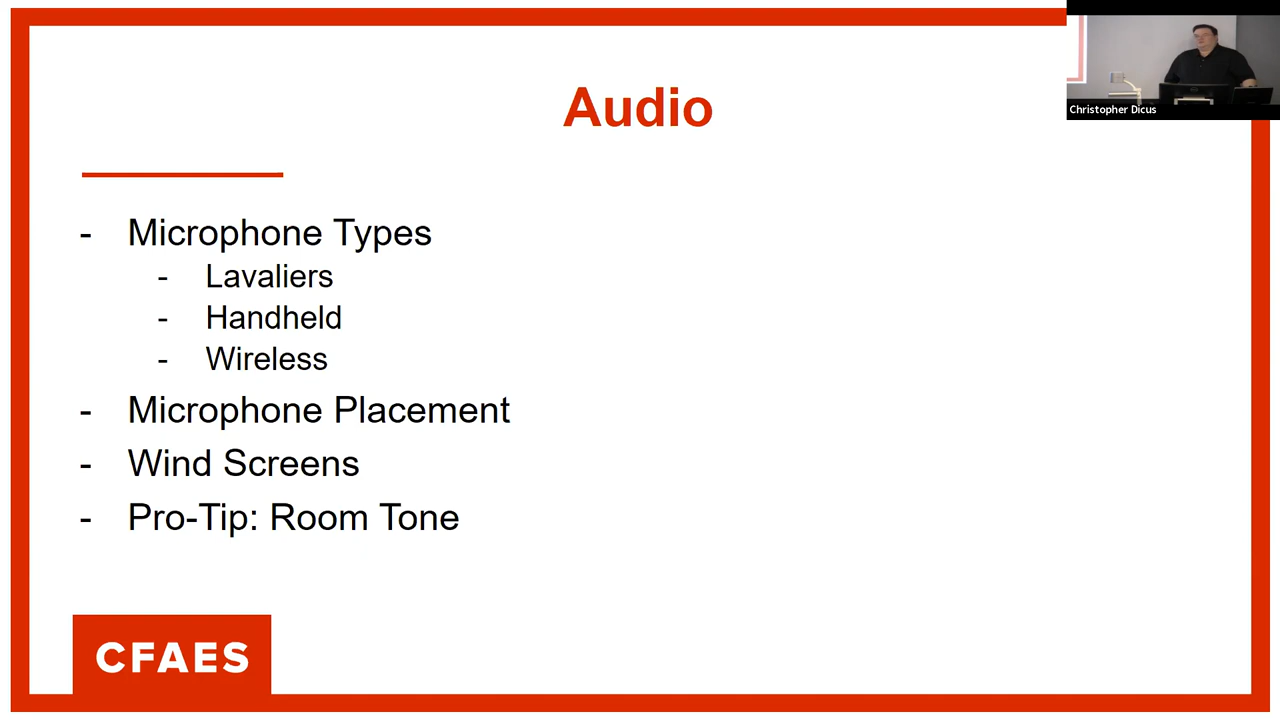 Audio
Christopher Dicus
- Microphone Types
- Lavaliers
- Handheld
- Wireless
- Microphone Placement
- Wind Screens
- Pro-Tip: Room Tone
CFAES